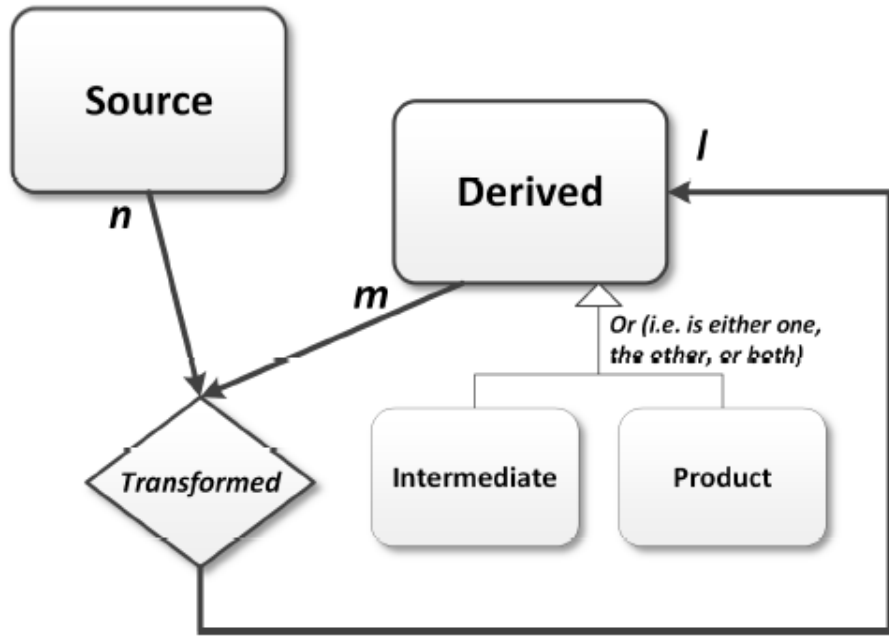 Source
n
Derived
l
m
Or (i.e. is either one,
the other, or both)
Transformed
Intermediate
Product